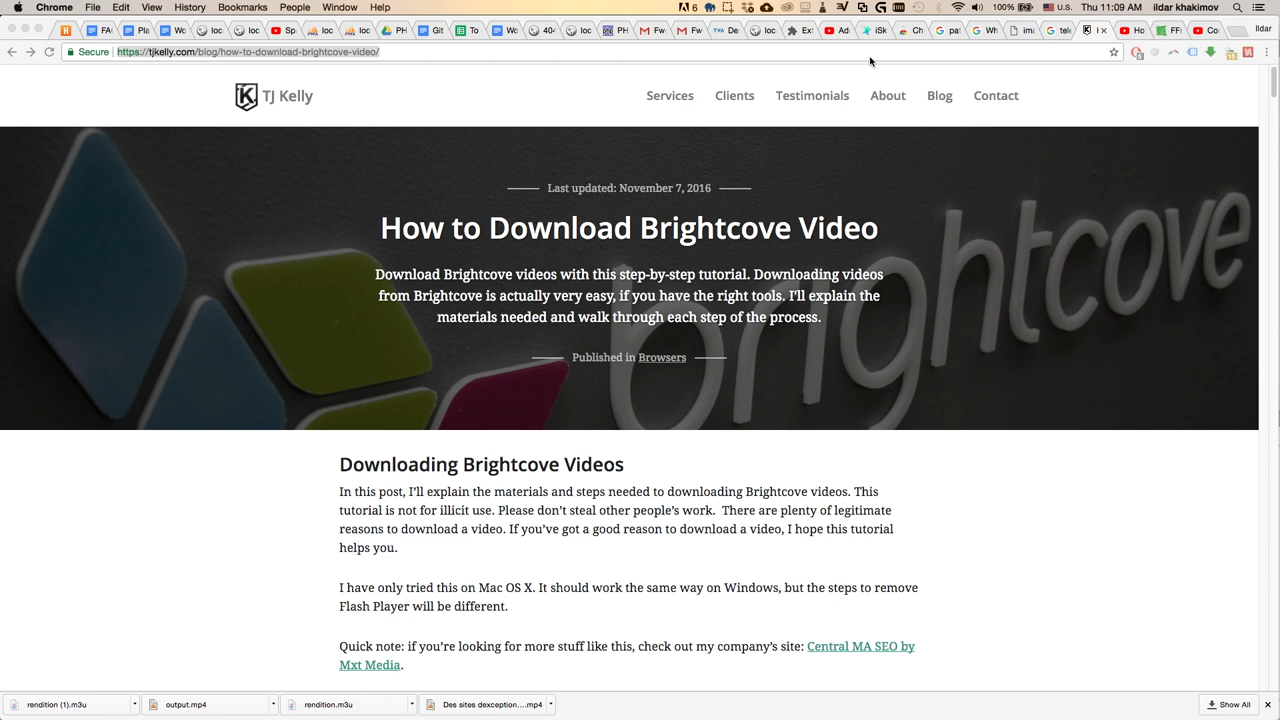 Chrome File Edit View History Bookmarks People Window Help
6 100% U.S. Thu 11:09 AM ildar khakimov
Ildar
Secure https://tjkelly.com/blog/how-to-download-brightcove-video/
TJ Kelly
Services Clients Testimonials About Blog Contact
Last updated: November 7, 2016
How to Download Brightcove Video
Download Brightcove videos with this step-by-step tutorial. Downloading videos
from Brightcove is actually very easy, if you have the right tools. I'll explain the
materials needed and walk through each step of the process.
Published in Browsers
brightcove
Downloading Brightcove Videos
In this post, I'll explain the materials and steps needed to downloading Brightcove videos. This
tutorial is not for illicit use. Please don't steal other people's work. There are plenty of legitimate
reasons to download a video. If you've got a good reason to download a video, I hope this tutorial
helps you.
I have only tried this on Mac OS X. It should work the same way on Windows, but the steps to remove
Flash Player will be different.
Quick note: if you're looking for more stuff like this, check out my company's site: Central MA SEO by
Mxt Media.
rendition (1).m3u output.mp4 rendition.m3u Des sites dexception....mp4 Show All